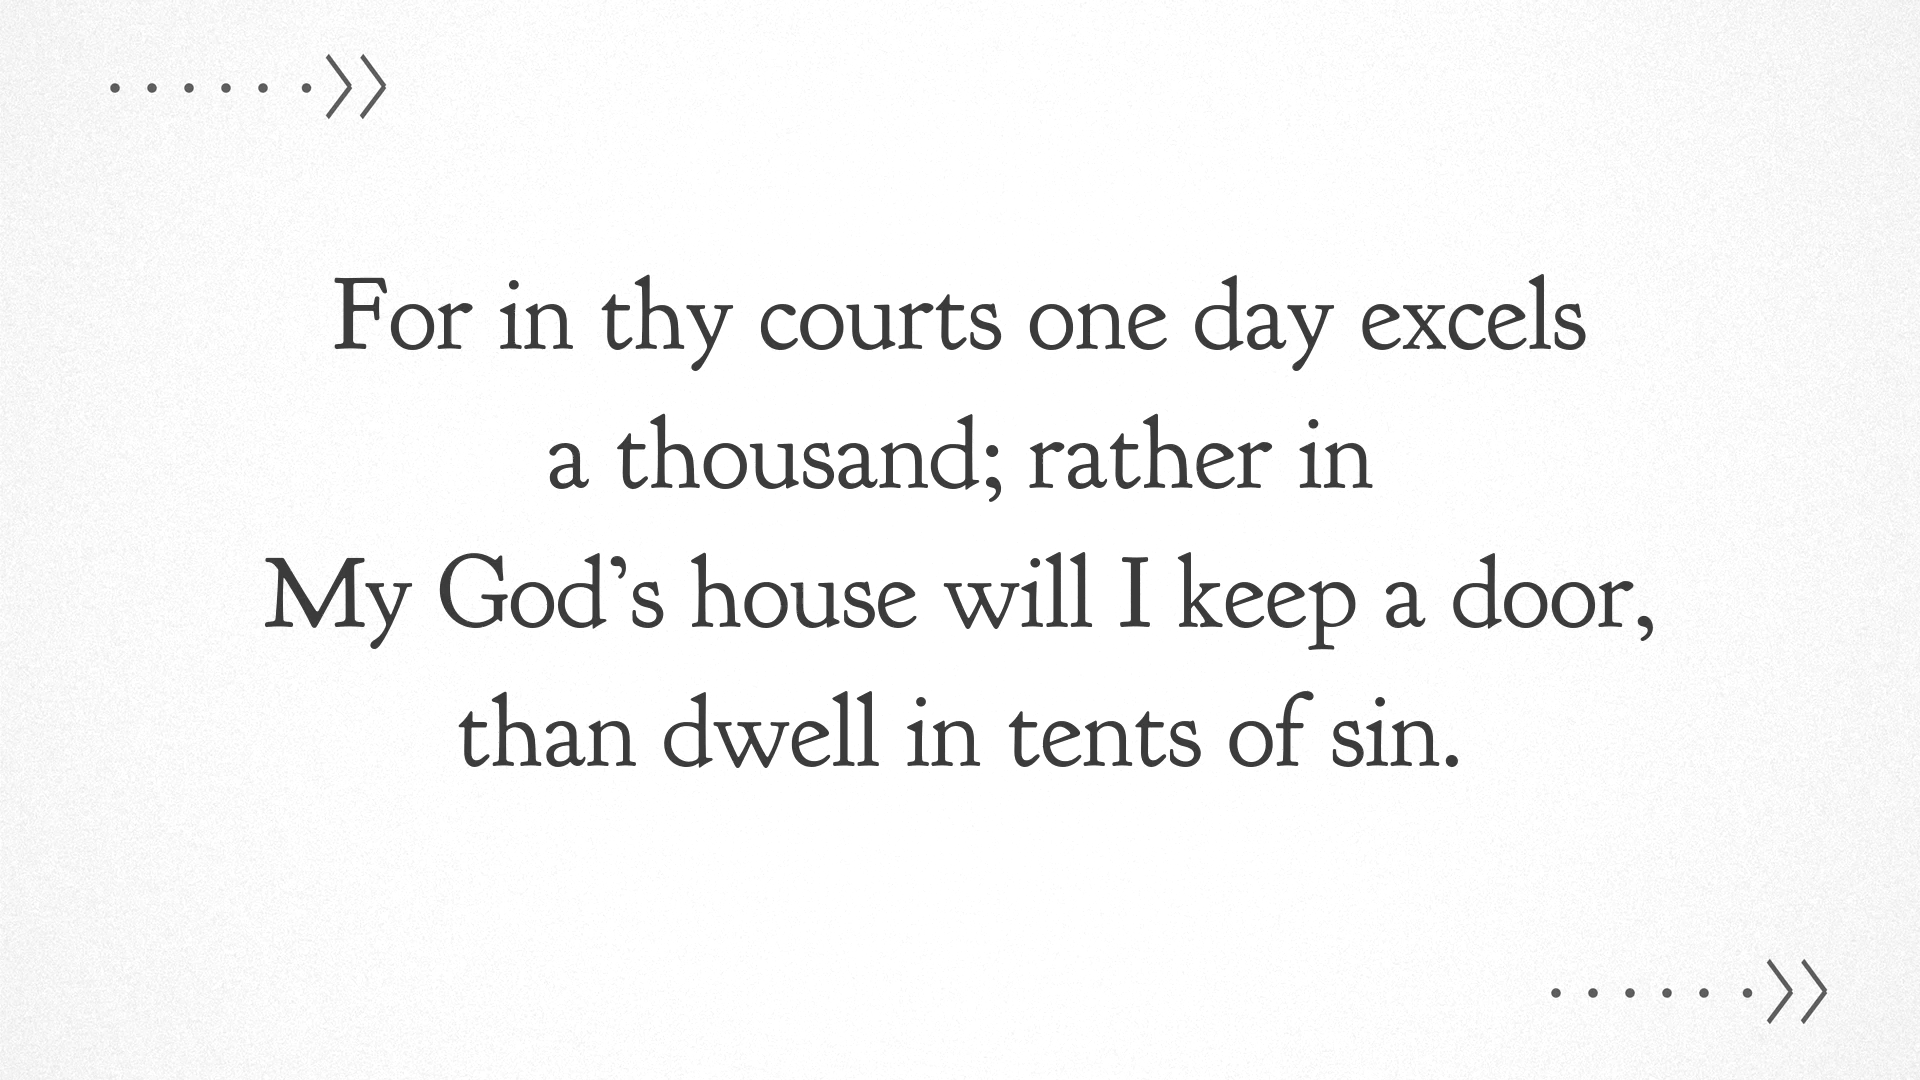 For in thy courts one day excels
a thousand; rather in
My God’s house will I keep a door,
than dwell in tents of sin.